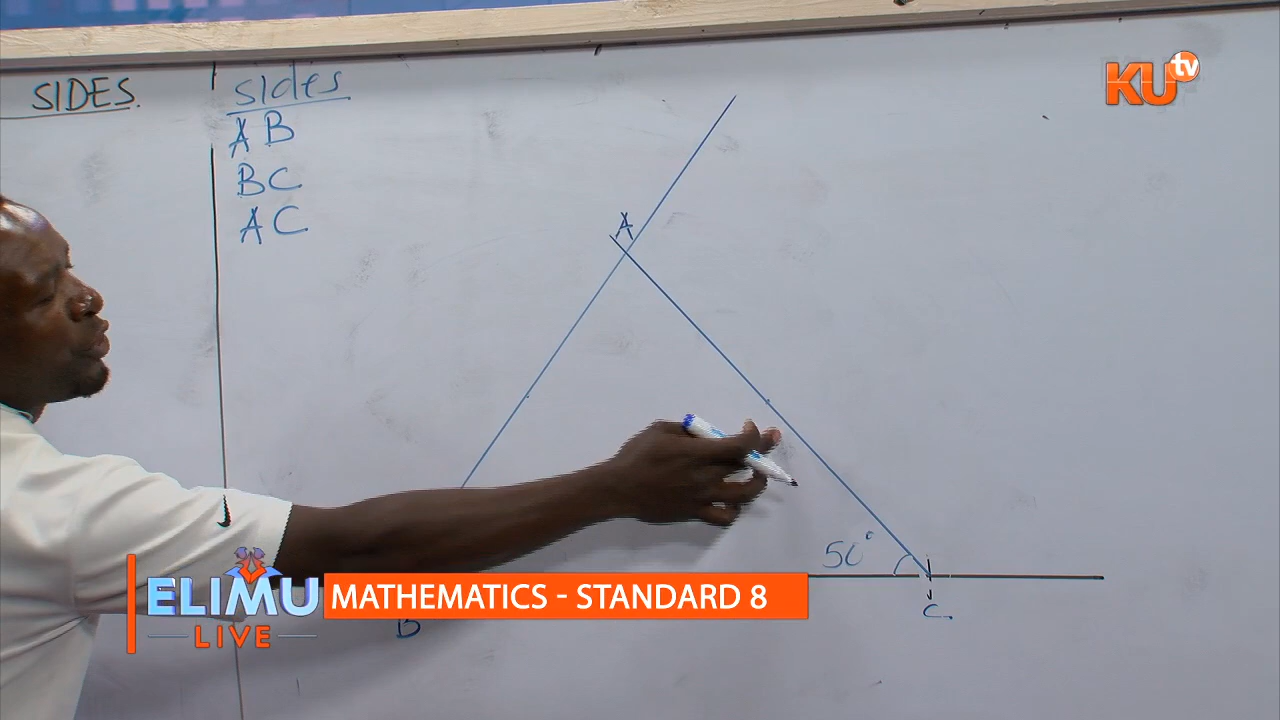 KU tv
SIDES.
sides
AB
BC
AC
A
50°
C.
B
ELIMU
LIVE
MATHEMATICS - STANDARD 8